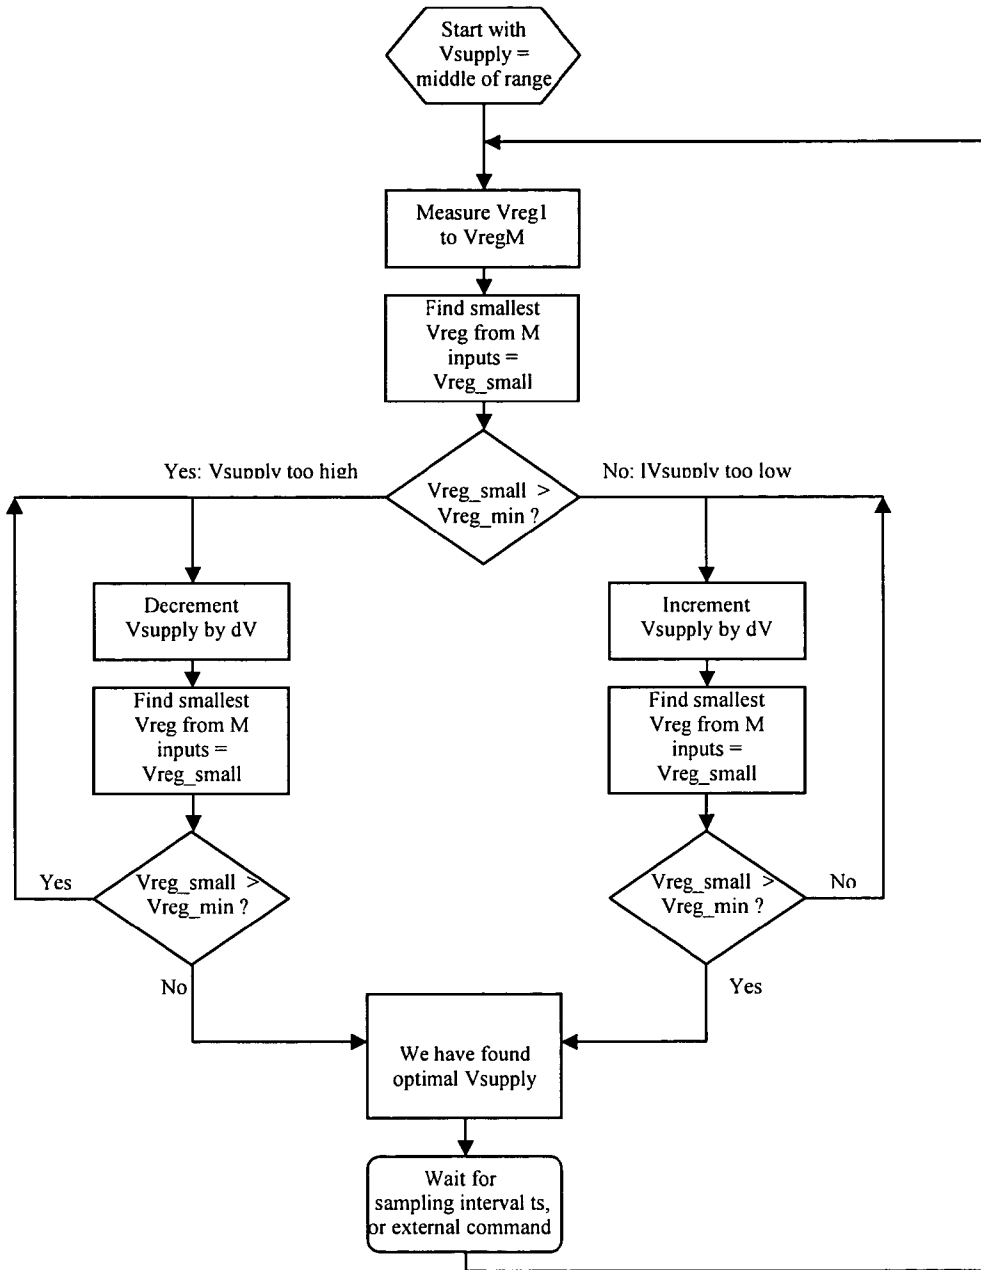 Start with
Vsupply =
middle of range
Measure Vreg1
to VregM
Find smallest
Vreg from M
inputs =
Vreg_small
Yes: Vsupply too high
No: lVsupply too low
Vreg_small >
Vreg_min ?
Decrement
Vsupply by dV
Increment
Vsupply by dV
Find smallest
Vreg from M
inputs =
Vreg_small
Find smallest
Vreg from M
inputs =
Vreg_small
Yes
Vreg_small >
Vreg_min ?
Vreg_small >
Vreg_min ?
No
No
Yes
We have found
optimal Vsupply
Wait for
sampling interval ts,
or external command